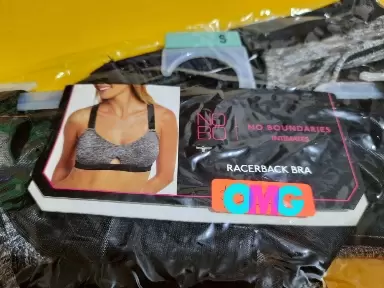 S
NO
BO
NO BOUNDARIES
INTIMATES
RACERBACK BRA
OMG